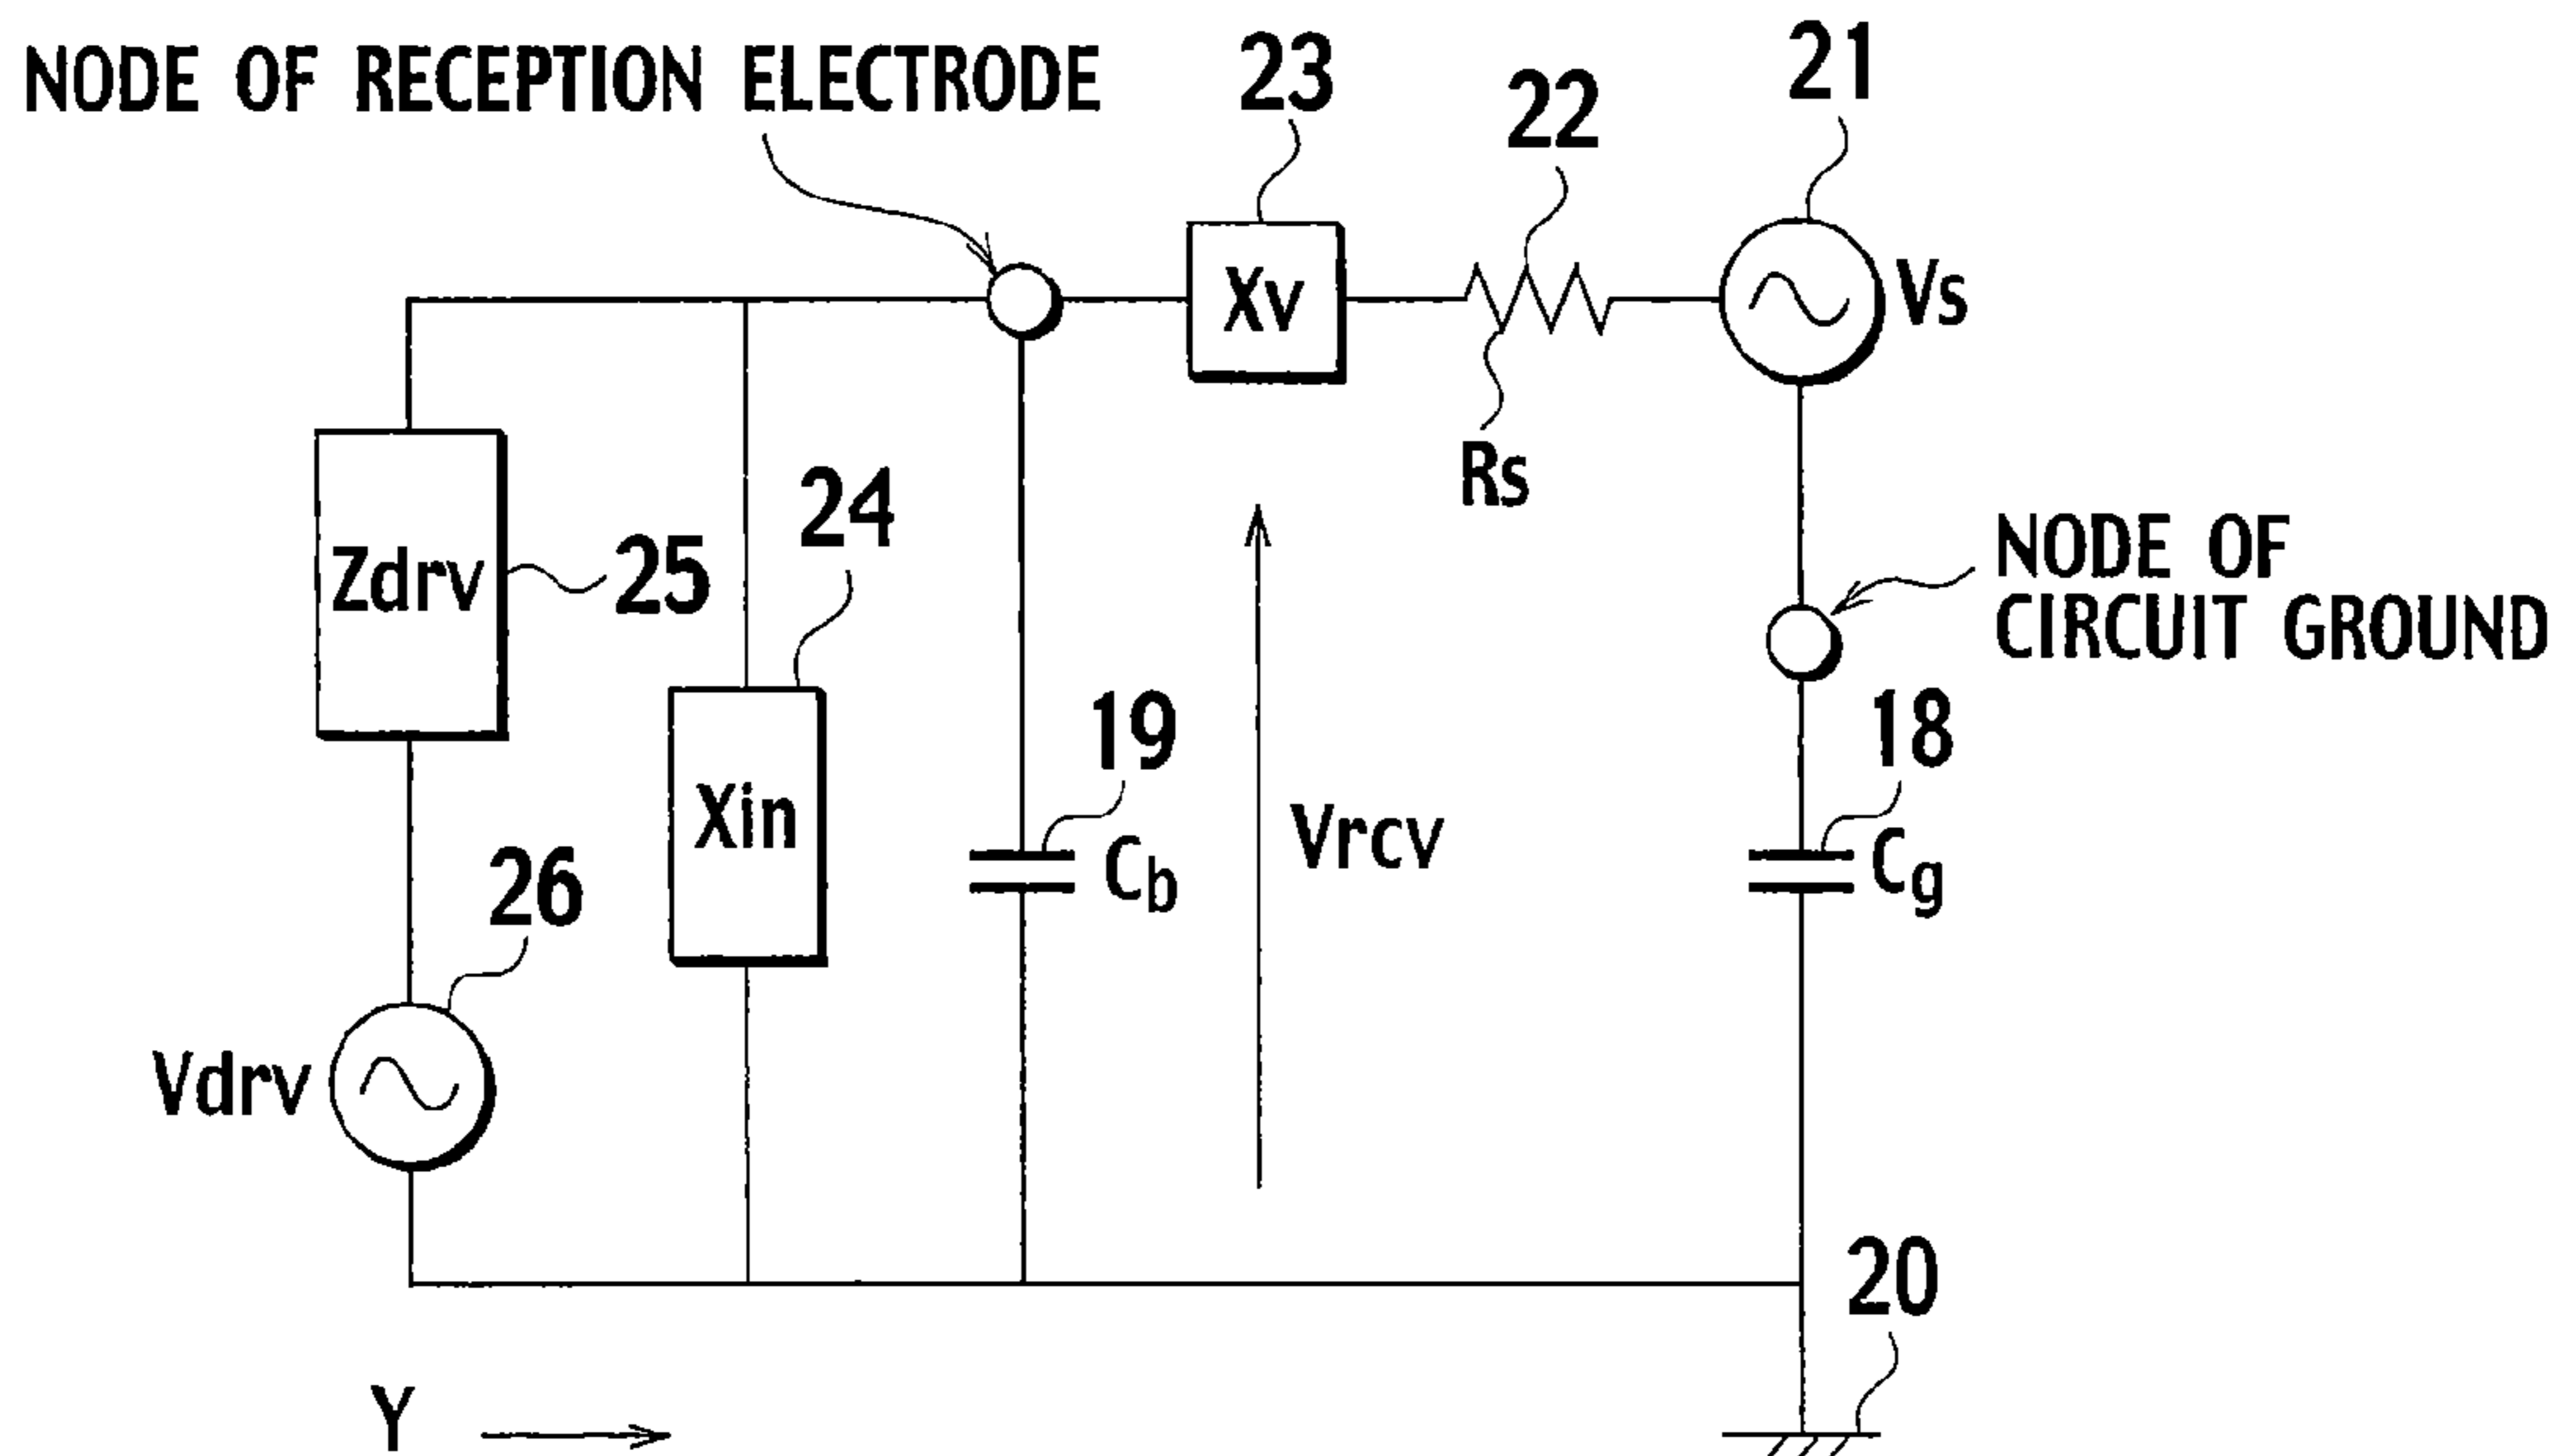 NODE OF RECEPTION ELECTRODE
23
22
21
Xv
Vs
Rs
Zdrv
25
24
NODE OF
CIRCUIT GROUND
Xin
19
18
Cb
Vrcv
Cg
26
Vdrv
20
Y